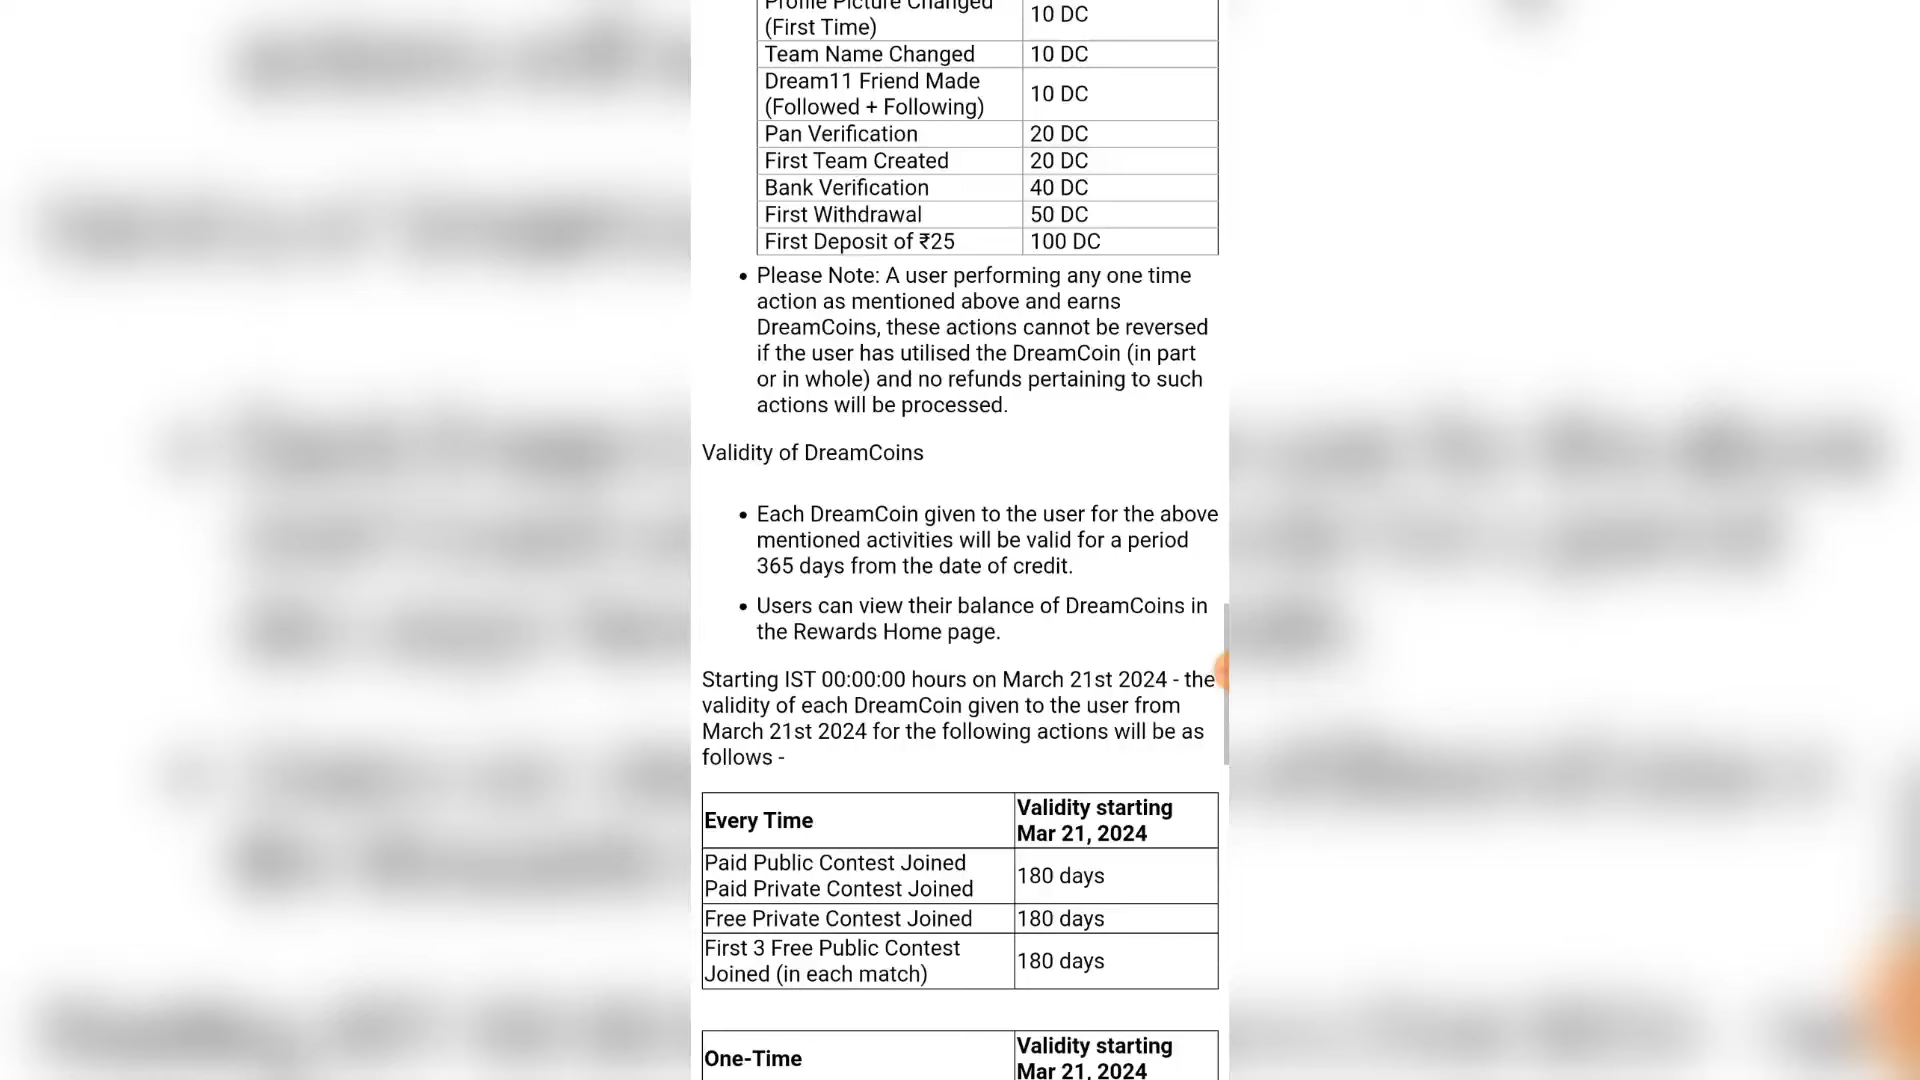 Profile Picture Changed
(First Time)
10 DC
Team Name Changed
10 DC
Dream11 Friend Made
(Followed + Following)
10 DC
Pan Verification
20 DC
First Team Created
20 DC
Bank Verification
40 DC
First Withdrawal
50 DC
First Deposit of ₹25
100 DC
• Please Note: A user performing any one time
action as mentioned above and earns
DreamCoins, these actions cannot be reversed
if the user has utilised the DreamCoin (in part
or in whole) and no refunds pertaining to such
actions will be processed.
Validity of DreamCoins
• Each DreamCoin given to the user for the above
mentioned activities will be valid for a period
365 days from the date of credit.
• Users can view their balance of DreamCoins in
the Rewards Home page.
Starting IST 00:00:00 hours on March 21st 2024 - the
validity of each DreamCoin given to the user from
March 21st 2024 for the following actions will be as
follows -
Every Time
Validity starting
Mar 21, 2024
Paid Public Contest Joined
Paid Private Contest Joined
180 days
Free Private Contest Joined
180 days
First 3 Free Public Contest
Joined (in each match)
180 days
One-Time
Validity starting
Mar 21, 2024